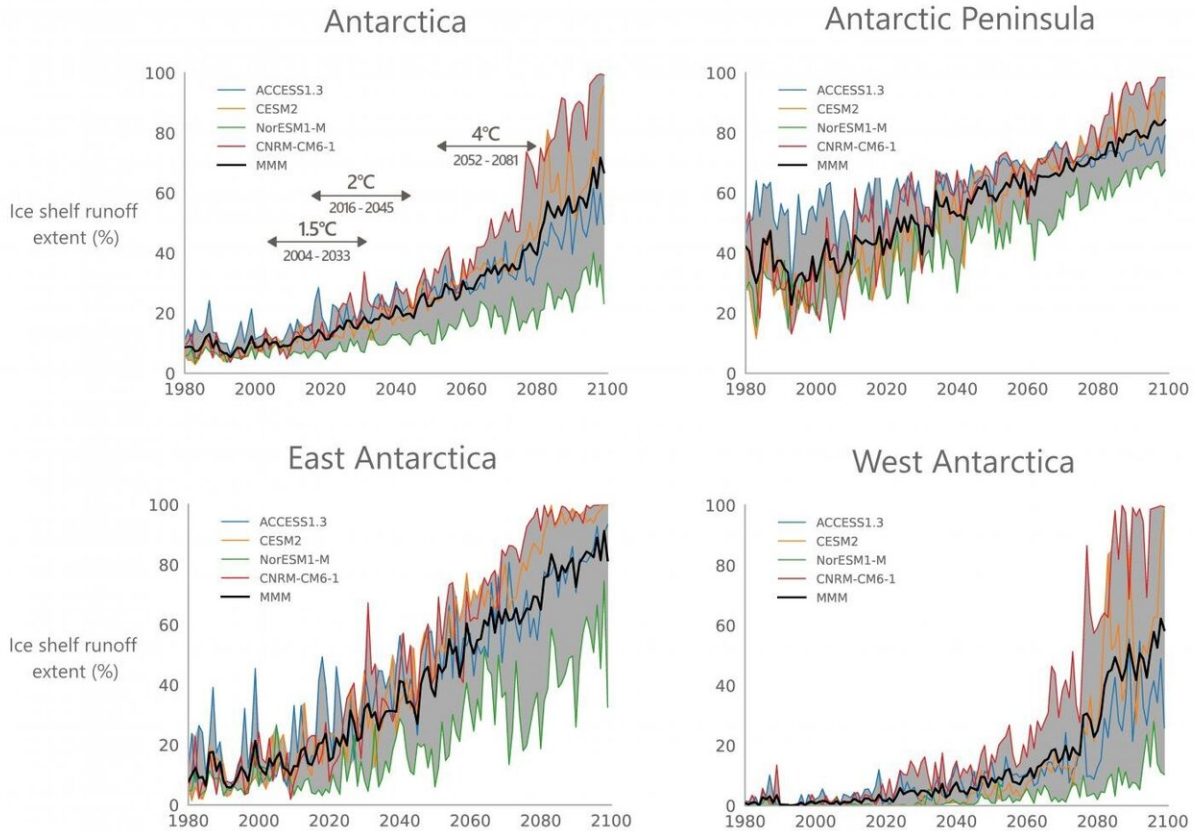 Antarctica
Antarctic Peninsula
100
80
60
40
20
0
ACCESS1.3
CESM2
NorESM1-M
CNRM-CM6-1
MMM
4°C
2052 - 2081
2°C
2016 - 2045
1.5°C
2004 - 2033
Ice shelf runoff
extent (%)
1980 2000 2020 2040 2060 2080 2100
100
80
60
40
20
0
ACCESS1.3
CESM2
NorESM1-M
CNRM-CM6-1
MMM
1980 2000 2020 2040 2060 2080 2100
East Antarctica
West Antarctica
100
80
60
40
20
0
ACCESS1.3
CESM2
NorESM1-M
CNRM-CM6-1
MMM
Ice shelf runoff
extent (%)
1980 2000 2020 2040 2060 2080 2100
100
80
60
40
20
0
ACCESS1.3
CESM2
NorESM1-M
CNRM-CM6-1
MMM
1980 2000 2020 2040 2060 2080 2100